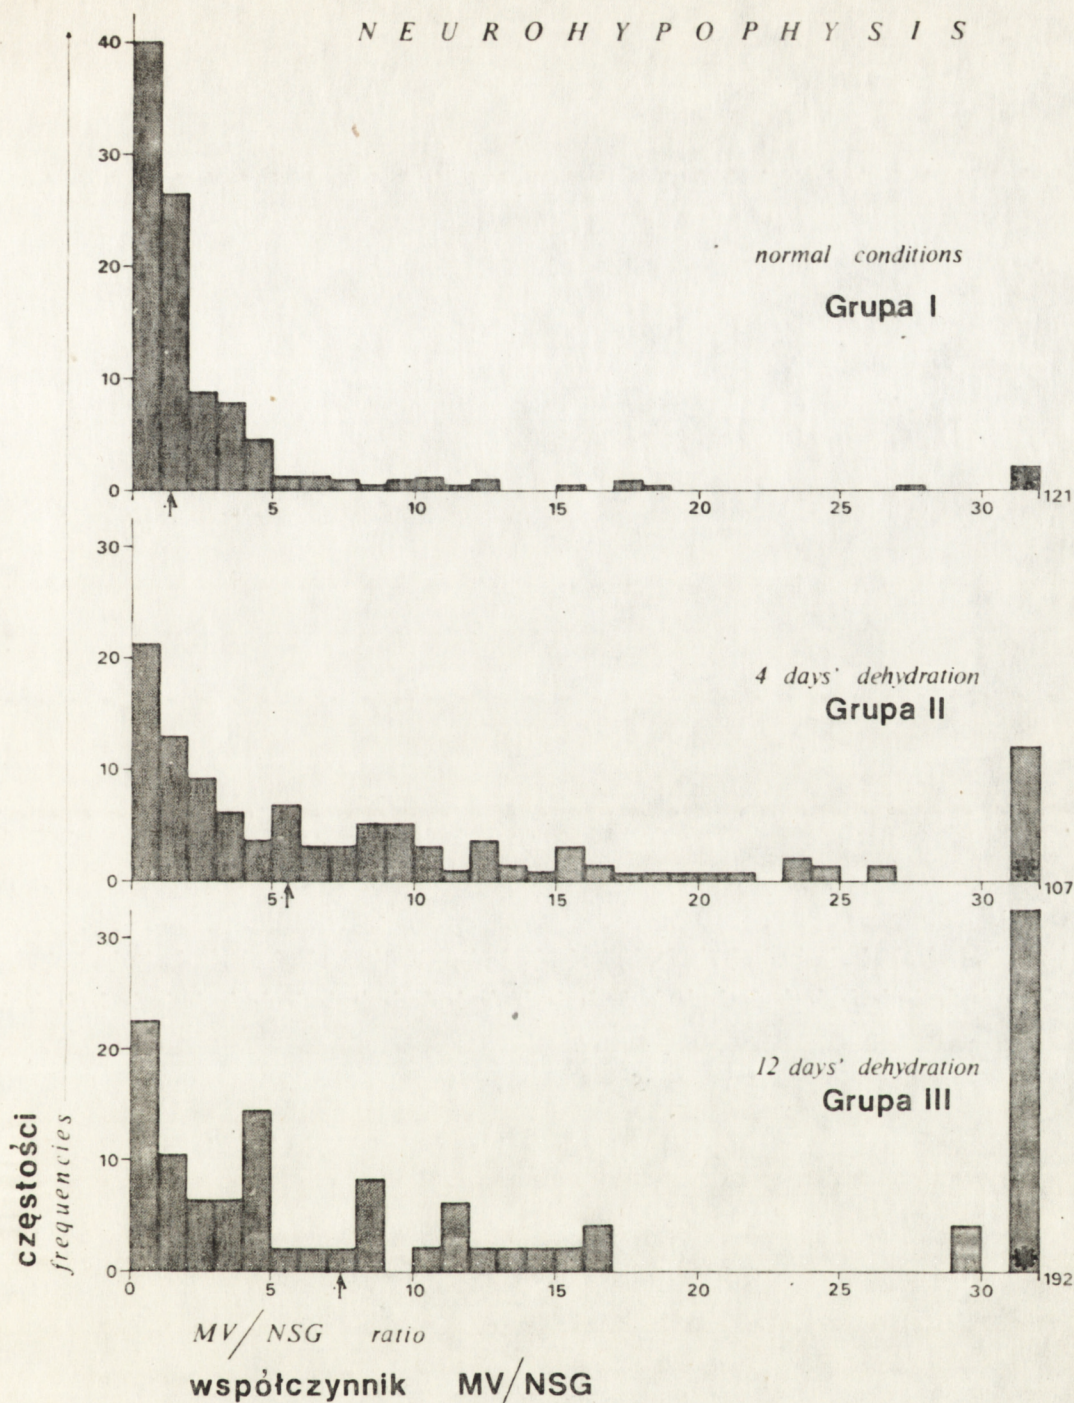 NEUROHYPOPHYSIS
40
30
20
10
0
normal conditions
Grupa I
5 10 15 20 25 30 121
30
20
10
0
4 days' dehydration
Grupa II
5 10 15 20 25 30 107
30
20
10
0
12 days' dehydration
Grupa III
0 5 10 15 20 25 30 192
częstości
frequencies
MV/NSG ratio
współczynnik MV/NSG